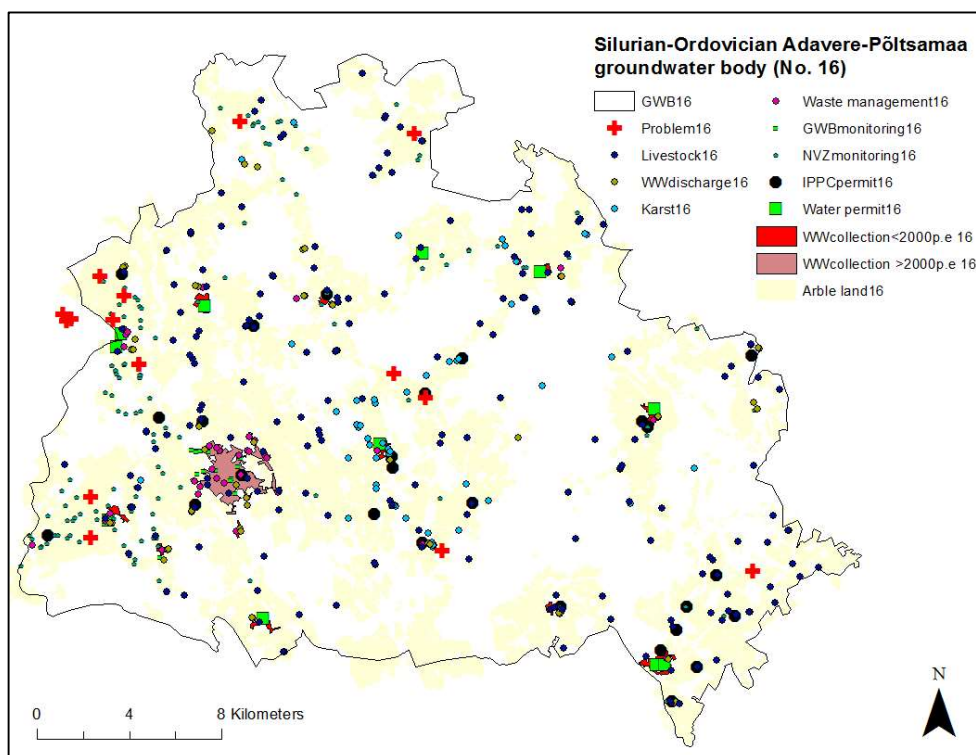 Silurian-Ordovician Adavere-Põltsamaa
groundwater body (No. 16)
GWB16
Problem16
Livestock16
WWdischarge16
Karst16
Waste management16
GWBmonitoring16
NVZmonitoring16
IPPCpermit16
Water permit16
WWcollection<2000p.e 16
WWcollection >2000p.e 16
Arble land16
0 4 8 Kilometers
N